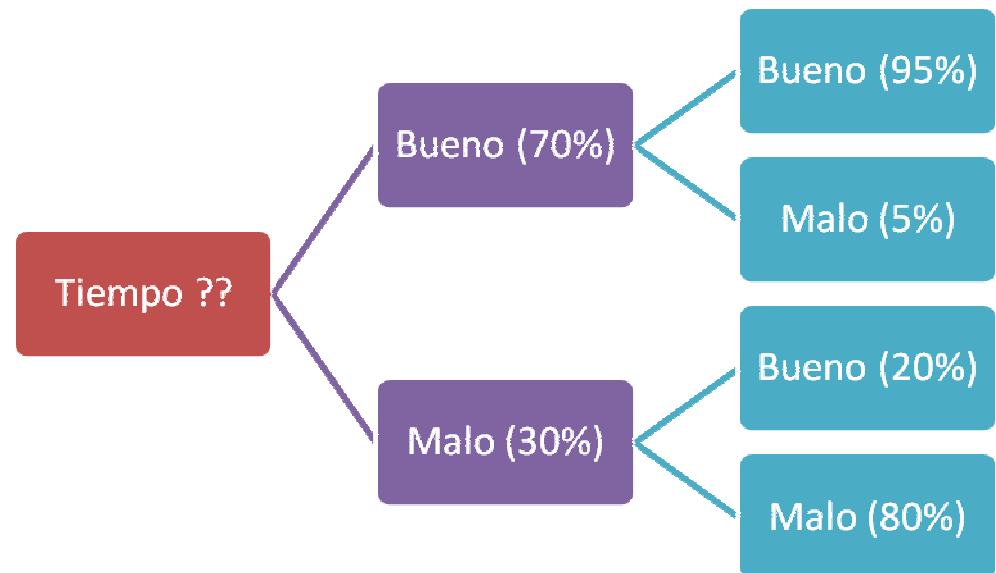 Tiempo ??
Bueno (70%)
Malo (30%)
Bueno (95%)
Malo (5%)
Bueno (20%)
Malo (80%)